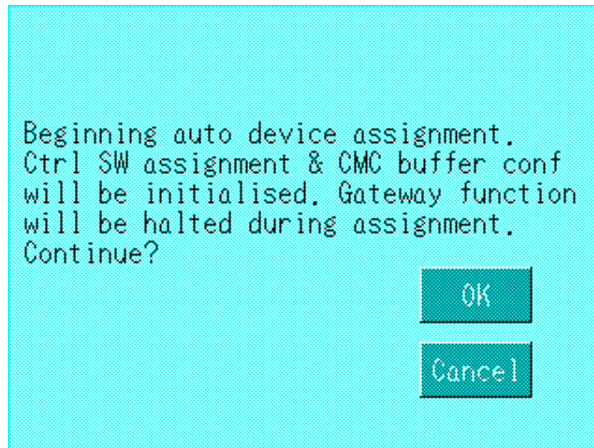 Beginning auto device assignment.
Ctrl SW assignment & CMC buffer conf
will be initialised. Gateway function
will be halted during assignment.
Continue?
OK
Cancel